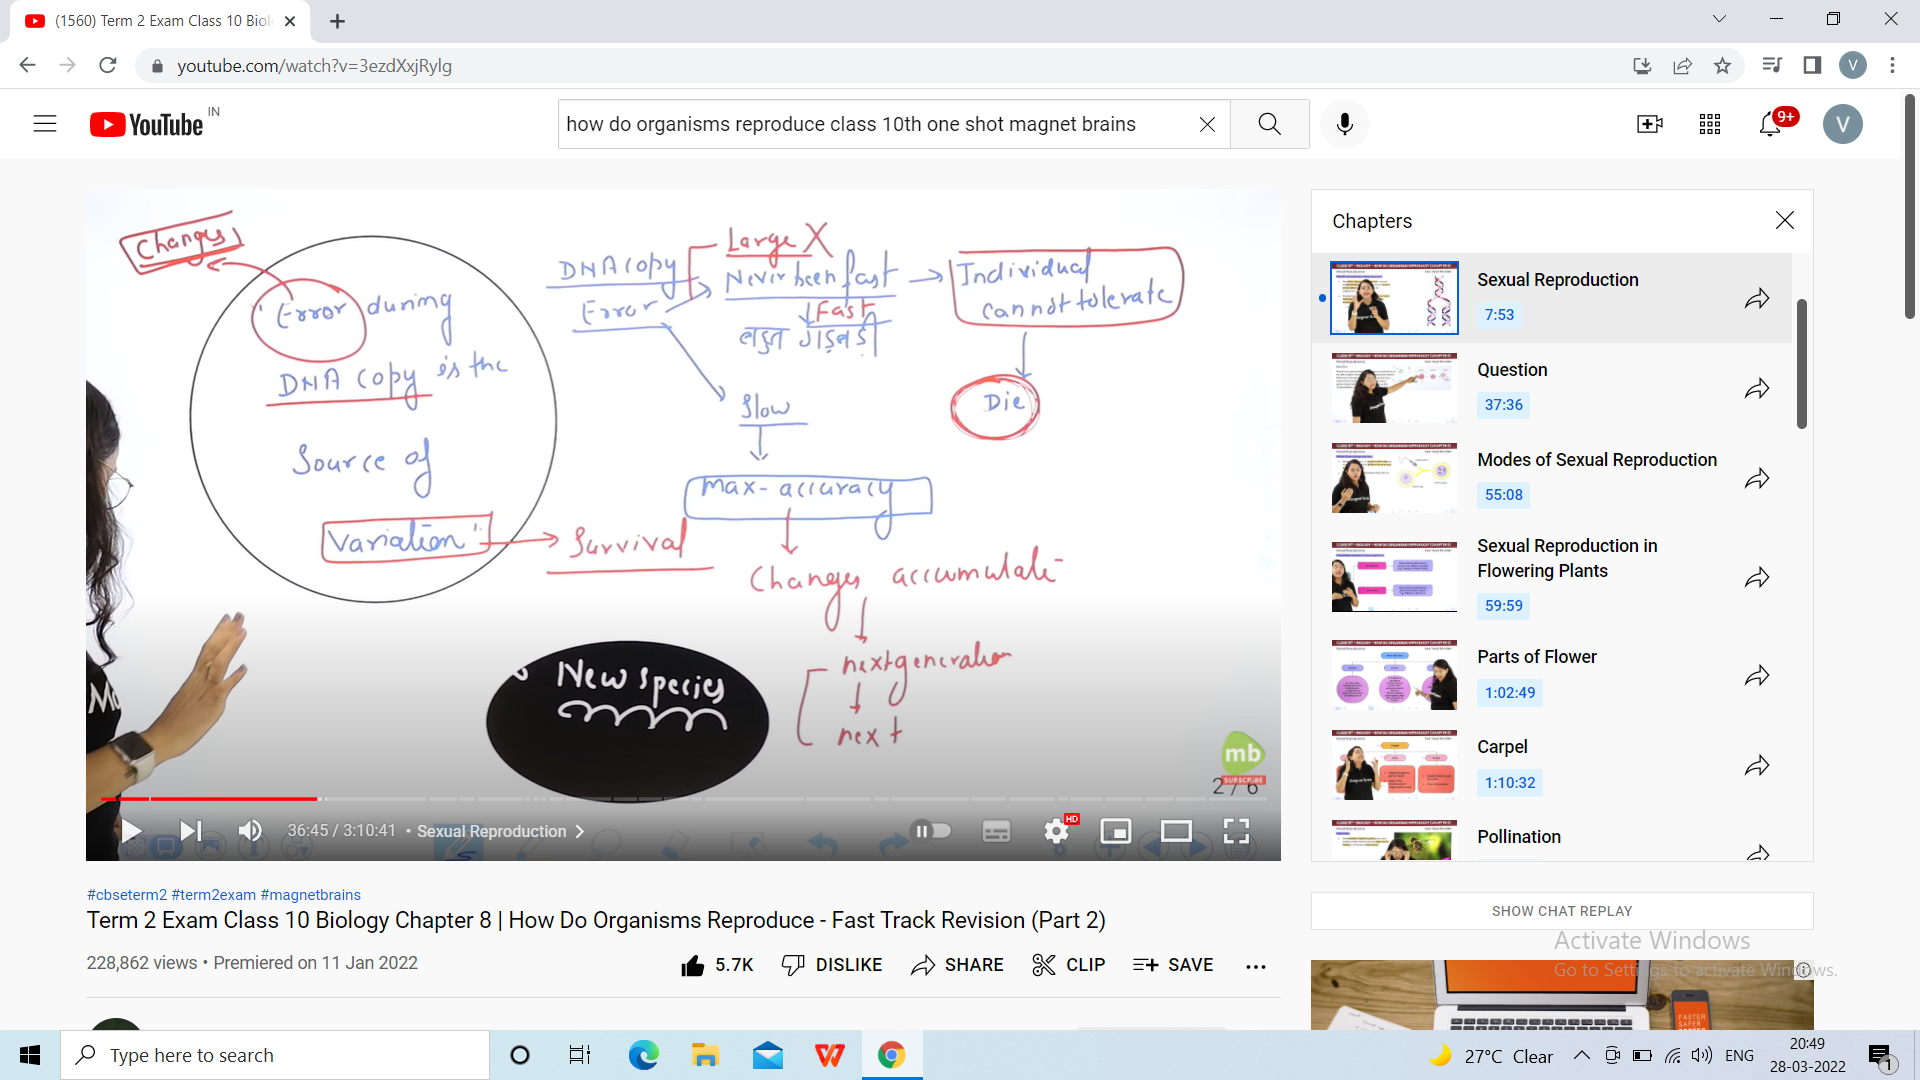 (1560) Term 2 Exam Class 10 Biol
youtube.com/watch?v=3ezdXxjRylg
V
YouTube IN
how do organisms reproduce class 10th one shot magnet brains
9+
V
Changes
"Error during
DNA copy is the
Source of
Variation"
Survival
DNA copy
Error
Large X
Never been fast
Fast
Individual
cannot tolerate
Die
Slow
Max-accuracy
Changes accumulate
next generation
next
New species
mb
SUBSCRIBE
2 / 6
36:45 / 3:10:41 • Sexual Reproduction
HD
Chapters
Sexual Reproduction
7:53
Question
37:36
Modes of Sexual Reproduction
55:08
Sexual Reproduction in
Flowering Plants
59:59
Parts of Flower
1:02:49
Carpel
1:10:32
Pollination
#cbseterm2 #term2exam #magnetbrains
Term 2 Exam Class 10 Biology Chapter 8 | How Do Organisms Reproduce - Fast Track Revision (Part 2)
228,862 views • Premiered on 11 Jan 2022
5.7K DISLIKE SHARE CLIP SAVE
SHOW CHAT REPLAY
Activate Windows
Go to Settings to activate Windows.
FASTER
SAFER
Type here to search
27°C Clear
ENG
20:49
28-03-2022
1